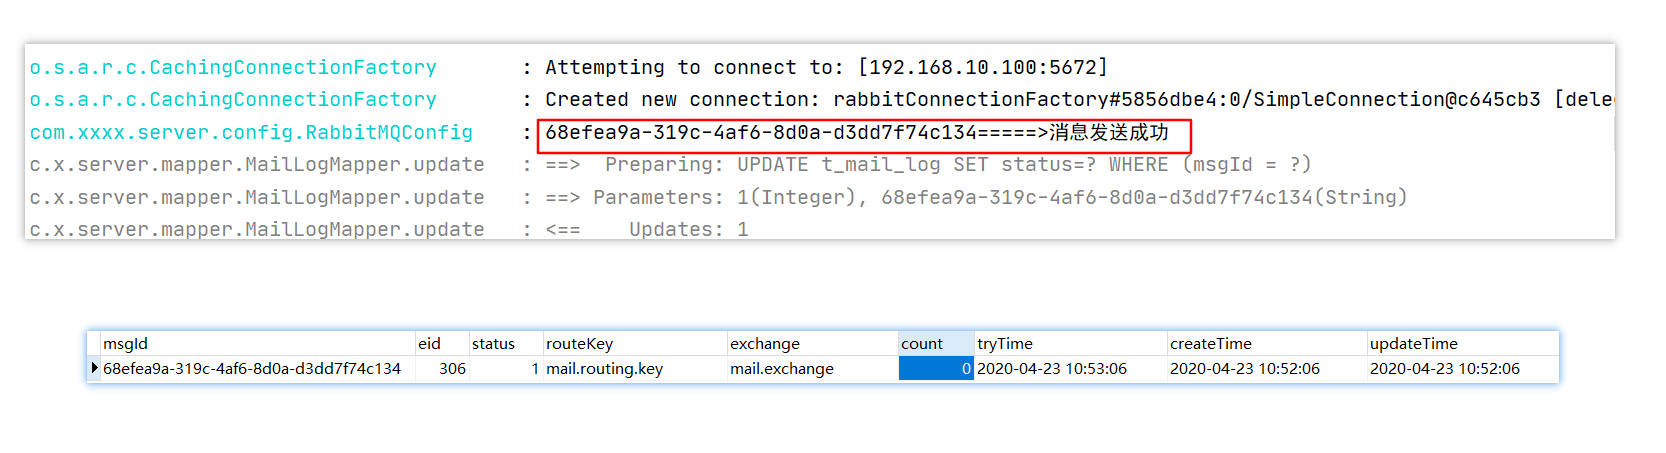 o.s.a.r.c.CachingConnectionFactory : Attempting to connect to: [192.168.10.100:5672]
o.s.a.r.c.CachingConnectionFactory : Created new connection: rabbitConnectionFactory#5856dbe4:0/SimpleConnection@c645cb3 [dele
com.xxxx.server.config.RabbitMQConfig : 68efea9a-319c-4af6-8d0a-d3dd7f74c134=====>消息发送成功
c.x.server.mapper.MailLogMapper.update : ==> Preparing: UPDATE t_mail_log SET status=? WHERE (msgId = ?)
c.x.server.mapper.MailLogMapper.update : ==> Parameters: 1(Integer), 68efea9a-319c-4af6-8d0a-d3dd7f74c134(String)
c.x.server.mapper.MailLogMapper.update : <== Updates: 1
msgId eid status routeKey exchange count tryTime createTime updateTime
68efea9a-319c-4af6-8d0a-d3dd7f74c134 306 1 mail.routing.key mail.exchange 0 2020-04-23 10:53:06 2020-04-23 10:52:06 2020-04-23 10:52:06